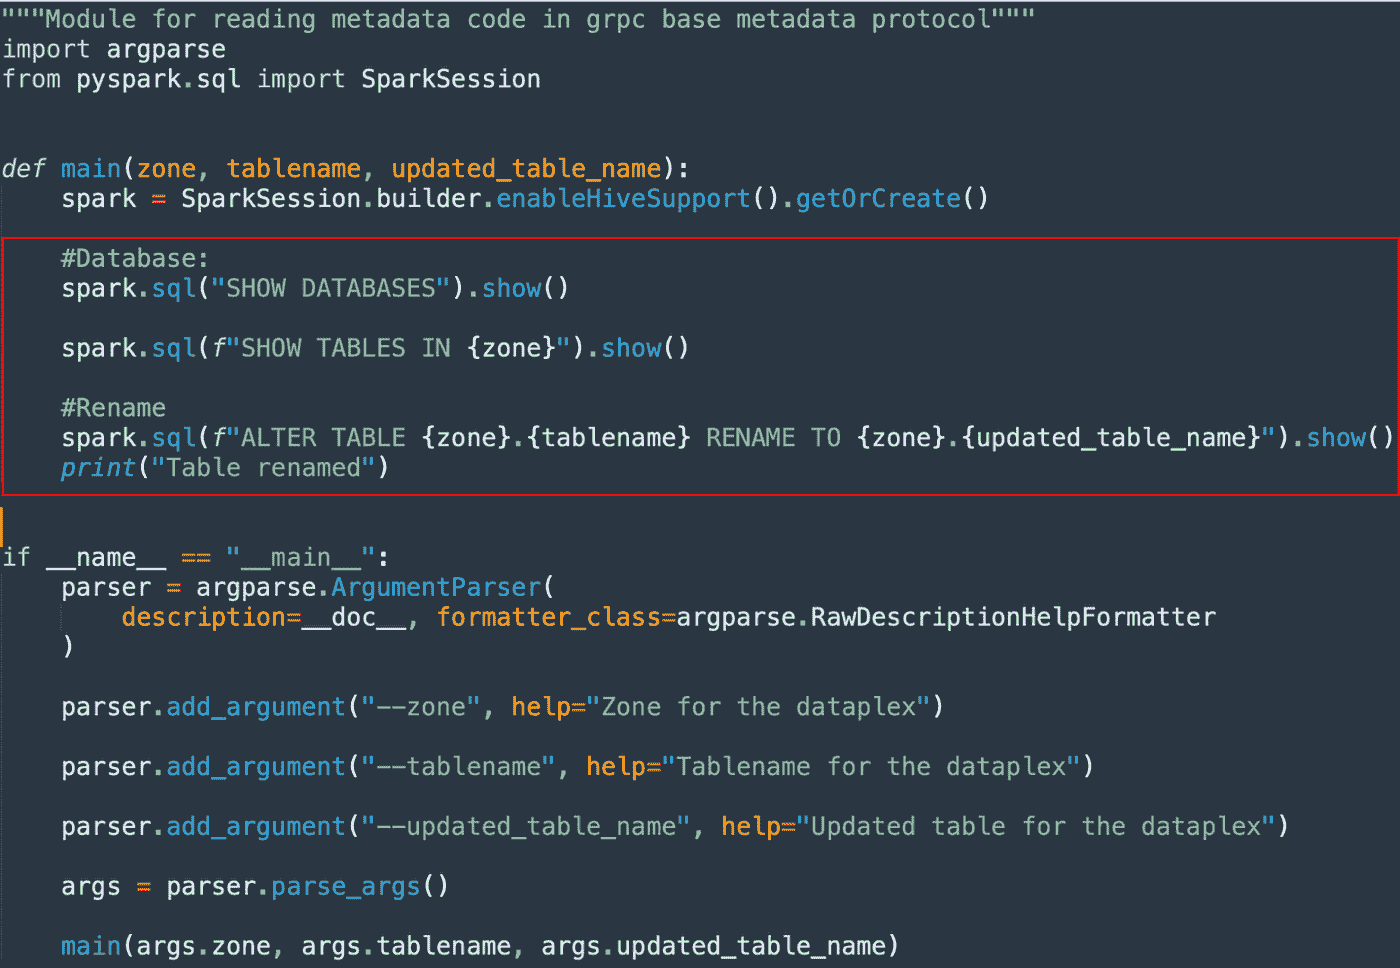 """Module for reading metadata code in grpc base metadata protocol"""
import argparse
from pyspark.sql import SparkSession
def main(zone, tablename, updated_table_name):
    spark = SparkSession.builder.enableHiveSupport().getOrCreate()
    #Database:
    spark.sql("SHOW DATABASES").show()
    spark.sql(f"SHOW TABLES IN {zone}").show()
    #Rename
    spark.sql(f"ALTER TABLE {zone}.{tablename} RENAME TO {zone}.{updated_table_name}").show()
    print("Table renamed")
if __name__ == "__main__":
    parser = argparse.ArgumentParser(
        description=__doc__, formatter_class=argparse.RawDescriptionHelpFormatter
    )
    parser.add_argument("--zone", help="Zone for the dataplex")
    parser.add_argument("--tablename", help="Tablename for the dataplex")
    parser.add_argument("--updated_table_name", help="Updated table for the dataplex")
    args = parser.parse_args()
    main(args.zone, args.tablename, args.updated_table_name)